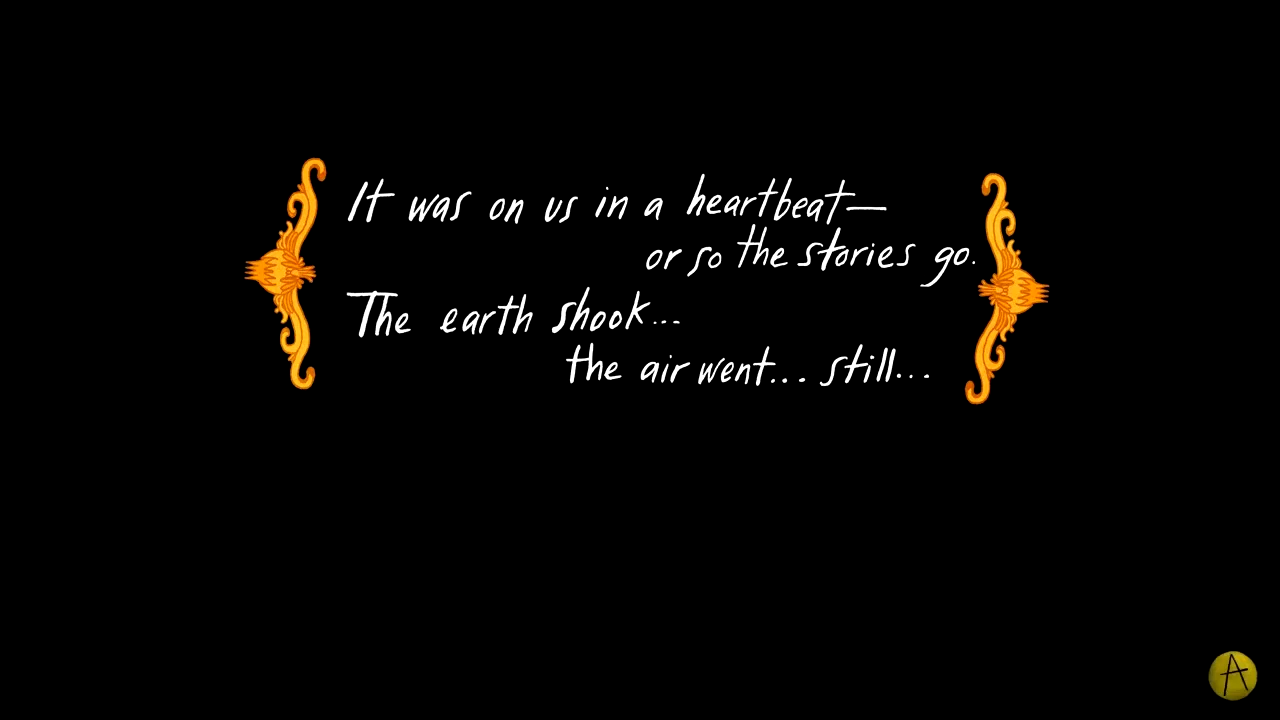 It was on us in a heartbeat—
or so the stories go.
The earth shook...
the air went... still...
A